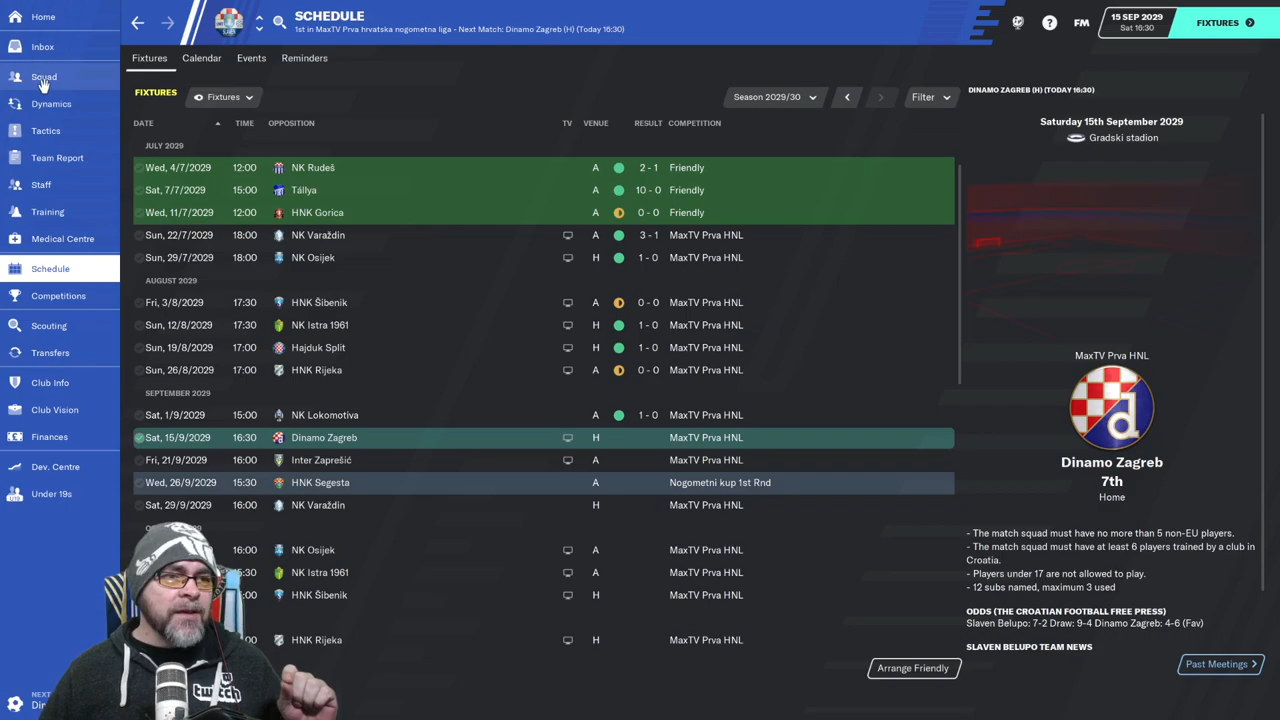 Home
Inbox
Squad
Dynamics
Tactics
Team Report
Staff
Training
Medical Centre
Schedule
Competitions
Scouting
Transfers
Club Info
Club Vision
Finances
Dev. Centre
Under 19s
NEXT
SCHEDULE
1st in MaxTV Prva hrvatska nogometna liga - Next Match: Dinamo Zagreb (H) (Today 16:30)
FM
15 SEP 2029
Sat 16:30
FIXTURES
Fixtures Calendar Events Reminders
FIXTURES Fixtures Season 2029/30 Filter
DATE TIME OPPOSITION TV VENUE RESULT COMPETITION
JULY 2029
Wed, 4/7/2029 12:00 NK Rudeš A 2 - 1 Friendly
Sat, 7/7/2029 15:00 Tállya A 10 - 0 Friendly
Wed, 11/7/2029 12:00 HNK Gorica A 0 - 0 Friendly
Sun, 22/7/2029 18:00 NK Varaždin A 3 - 1 MaxTV Prva HNL
Sun, 29/7/2029 18:00 NK Osijek H 1 - 0 MaxTV Prva HNL
AUGUST 2029
Fri, 3/8/2029 17:30 HNK Šibenik A 0 - 0 MaxTV Prva HNL
Sun, 12/8/2029 17:30 NK Istra 1961 H 1 - 0 MaxTV Prva HNL
Sun, 19/8/2029 17:00 Hajduk Split H 1 - 0 MaxTV Prva HNL
Sun, 26/8/2029 17:00 HNK Rijeka A 0 - 0 MaxTV Prva HNL
SEPTEMBER 2029
Sat, 1/9/2029 15:00 NK Lokomotiva A 1 - 0 MaxTV Prva HNL
Sat, 15/9/2029 16:30 Dinamo Zagreb H MaxTV Prva HNL
Fri, 21/9/2029 16:00 Inter Zaprešić A MaxTV Prva HNL
Wed, 26/9/2029 15:30 HNK Segesta A Nogometni kup 1st Rnd
Sat, 29/9/2029 16:00 NK Varaždin H MaxTV Prva HNL
16:00 NK Osijek A MaxTV Prva HNL
NK Istra 1961 A MaxTV Prva HNL
HNK Šibenik H MaxTV Prva HNL
HNK Rijeka H MaxTV Prva HNL
Arrange Friendly
DINAMO ZAGREB (H) (TODAY 16:30)
Saturday 15th September 2029
Gradski stadion
MaxTV Prva HNL
Dinamo Zagreb
7th
Home
- The match squad must have no more than 5 non-EU players.
- The match squad must have at least 6 players trained by a club in
Croatia.
- Players under 17 are not allowed to play.
- 12 subs named, maximum 3 used
ODDS (THE CROATIAN FOOTBALL FREE PRESS)
Slaven Belupo: 7-2 Draw: 9-4 Dinamo Zagreb: 4-6 (Fav)
SLAVEN BELUPO TEAM NEWS
Past Meetings
twitch